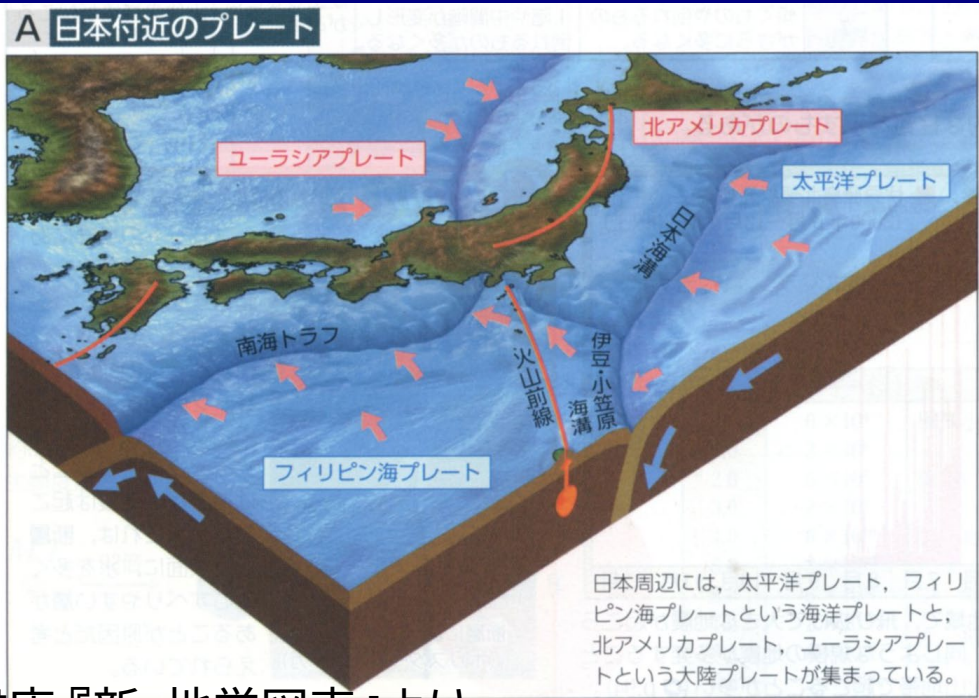 A 日本付近のプレート
北アメリカプレート
ユーラシアプレート
太平洋プレート
日本海溝
南海トラフ
火山前線
伊豆・小笠原
海溝
フィリピン海プレート
日本周辺には，太平洋プレート，フィリ
ピン海プレートという海洋プレートと，
北アメリカプレート，ユーラシアプレー
トという大陸プレートが集まっている。